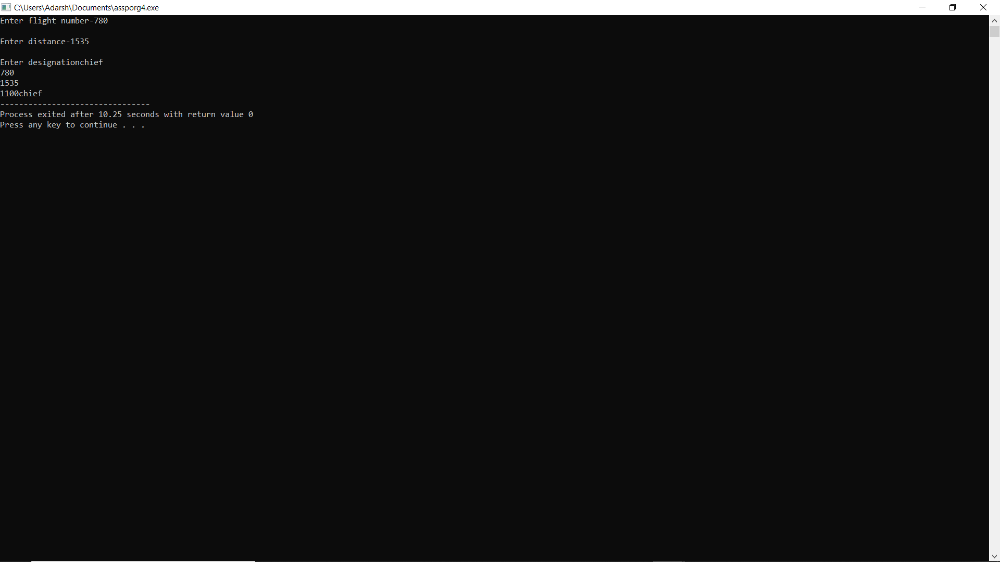 C:\Users\Adarsh\Documents\assporg4.exe
Enter flight number-780
Enter distance-1535
Enter designationchief
780
1535
1100chief
--------------------------------
Process exited after 10.25 seconds with return value 0
Press any key to continue . . .